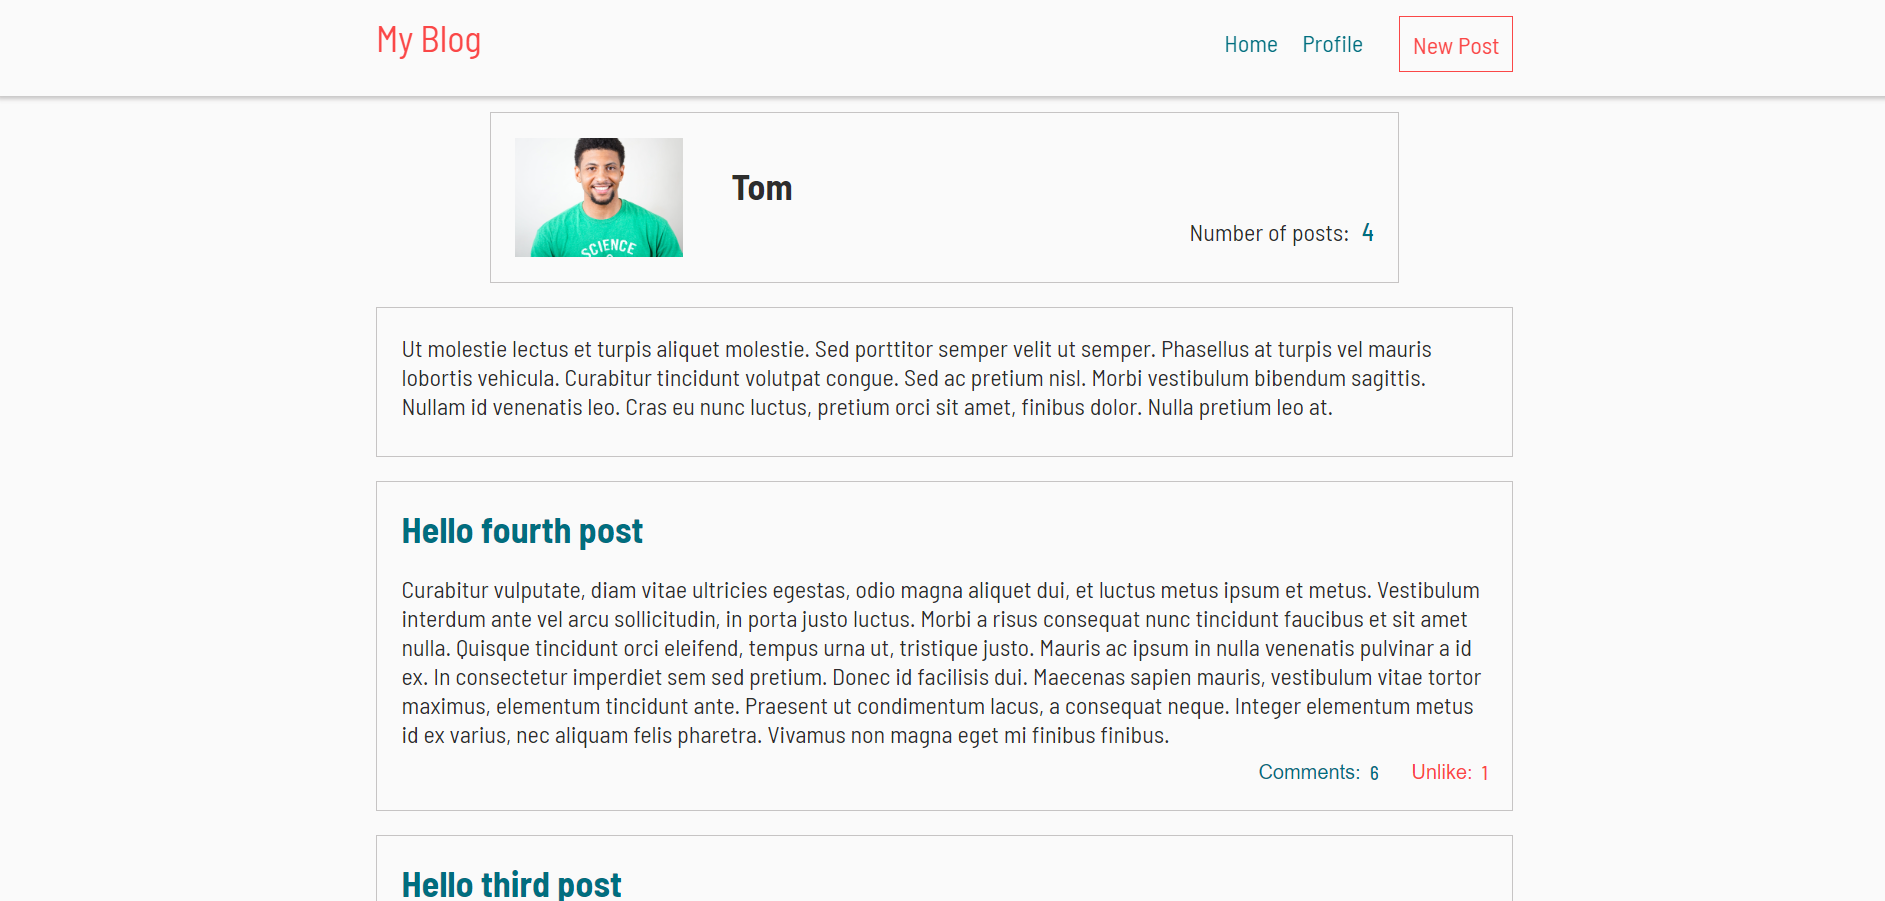 My Blog
Home Profile New Post
SCIENCE
Tom
Number of posts: 4
Ut molestie lectus et turpis aliquet molestie. Sed porttitor semper velit ut semper. Phasellus at turpis vel mauris
lobortis vehicula. Curabitur tincidunt volutpat congue. Sed ac pretium nisl. Morbi vestibulum bibendum sagittis.
Nullam id venenatis leo. Cras eu nunc luctus, pretium orci sit amet, finibus dolor. Nulla pretium leo at.
Hello fourth post
Curabitur vulputate, diam vitae ultricies egestas, odio magna aliquet dui, et luctus metus ipsum et metus. Vestibulum
interdum ante vel arcu sollicitudin, in porta justo luctus. Morbi a risus consequat nunc tincidunt faucibus et sit amet
nulla. Quisque tincidunt orci eleifend, tempus urna ut, tristique justo. Mauris ac ipsum in nulla venenatis pulvinar a id
ex. In consectetur imperdiet sem sed pretium. Donec id facilisis dui. Maecenas sapien mauris, vestibulum vitae tortor
maximus, elementum tincidunt ante. Praesent ut condimentum lacus, a consequat neque. Integer elementum metus
id ex varius, nec aliquam felis pharetra. Vivamus non magna eget mi finibus finibus.
Comments: 6 Unlike: 1
Hello third post